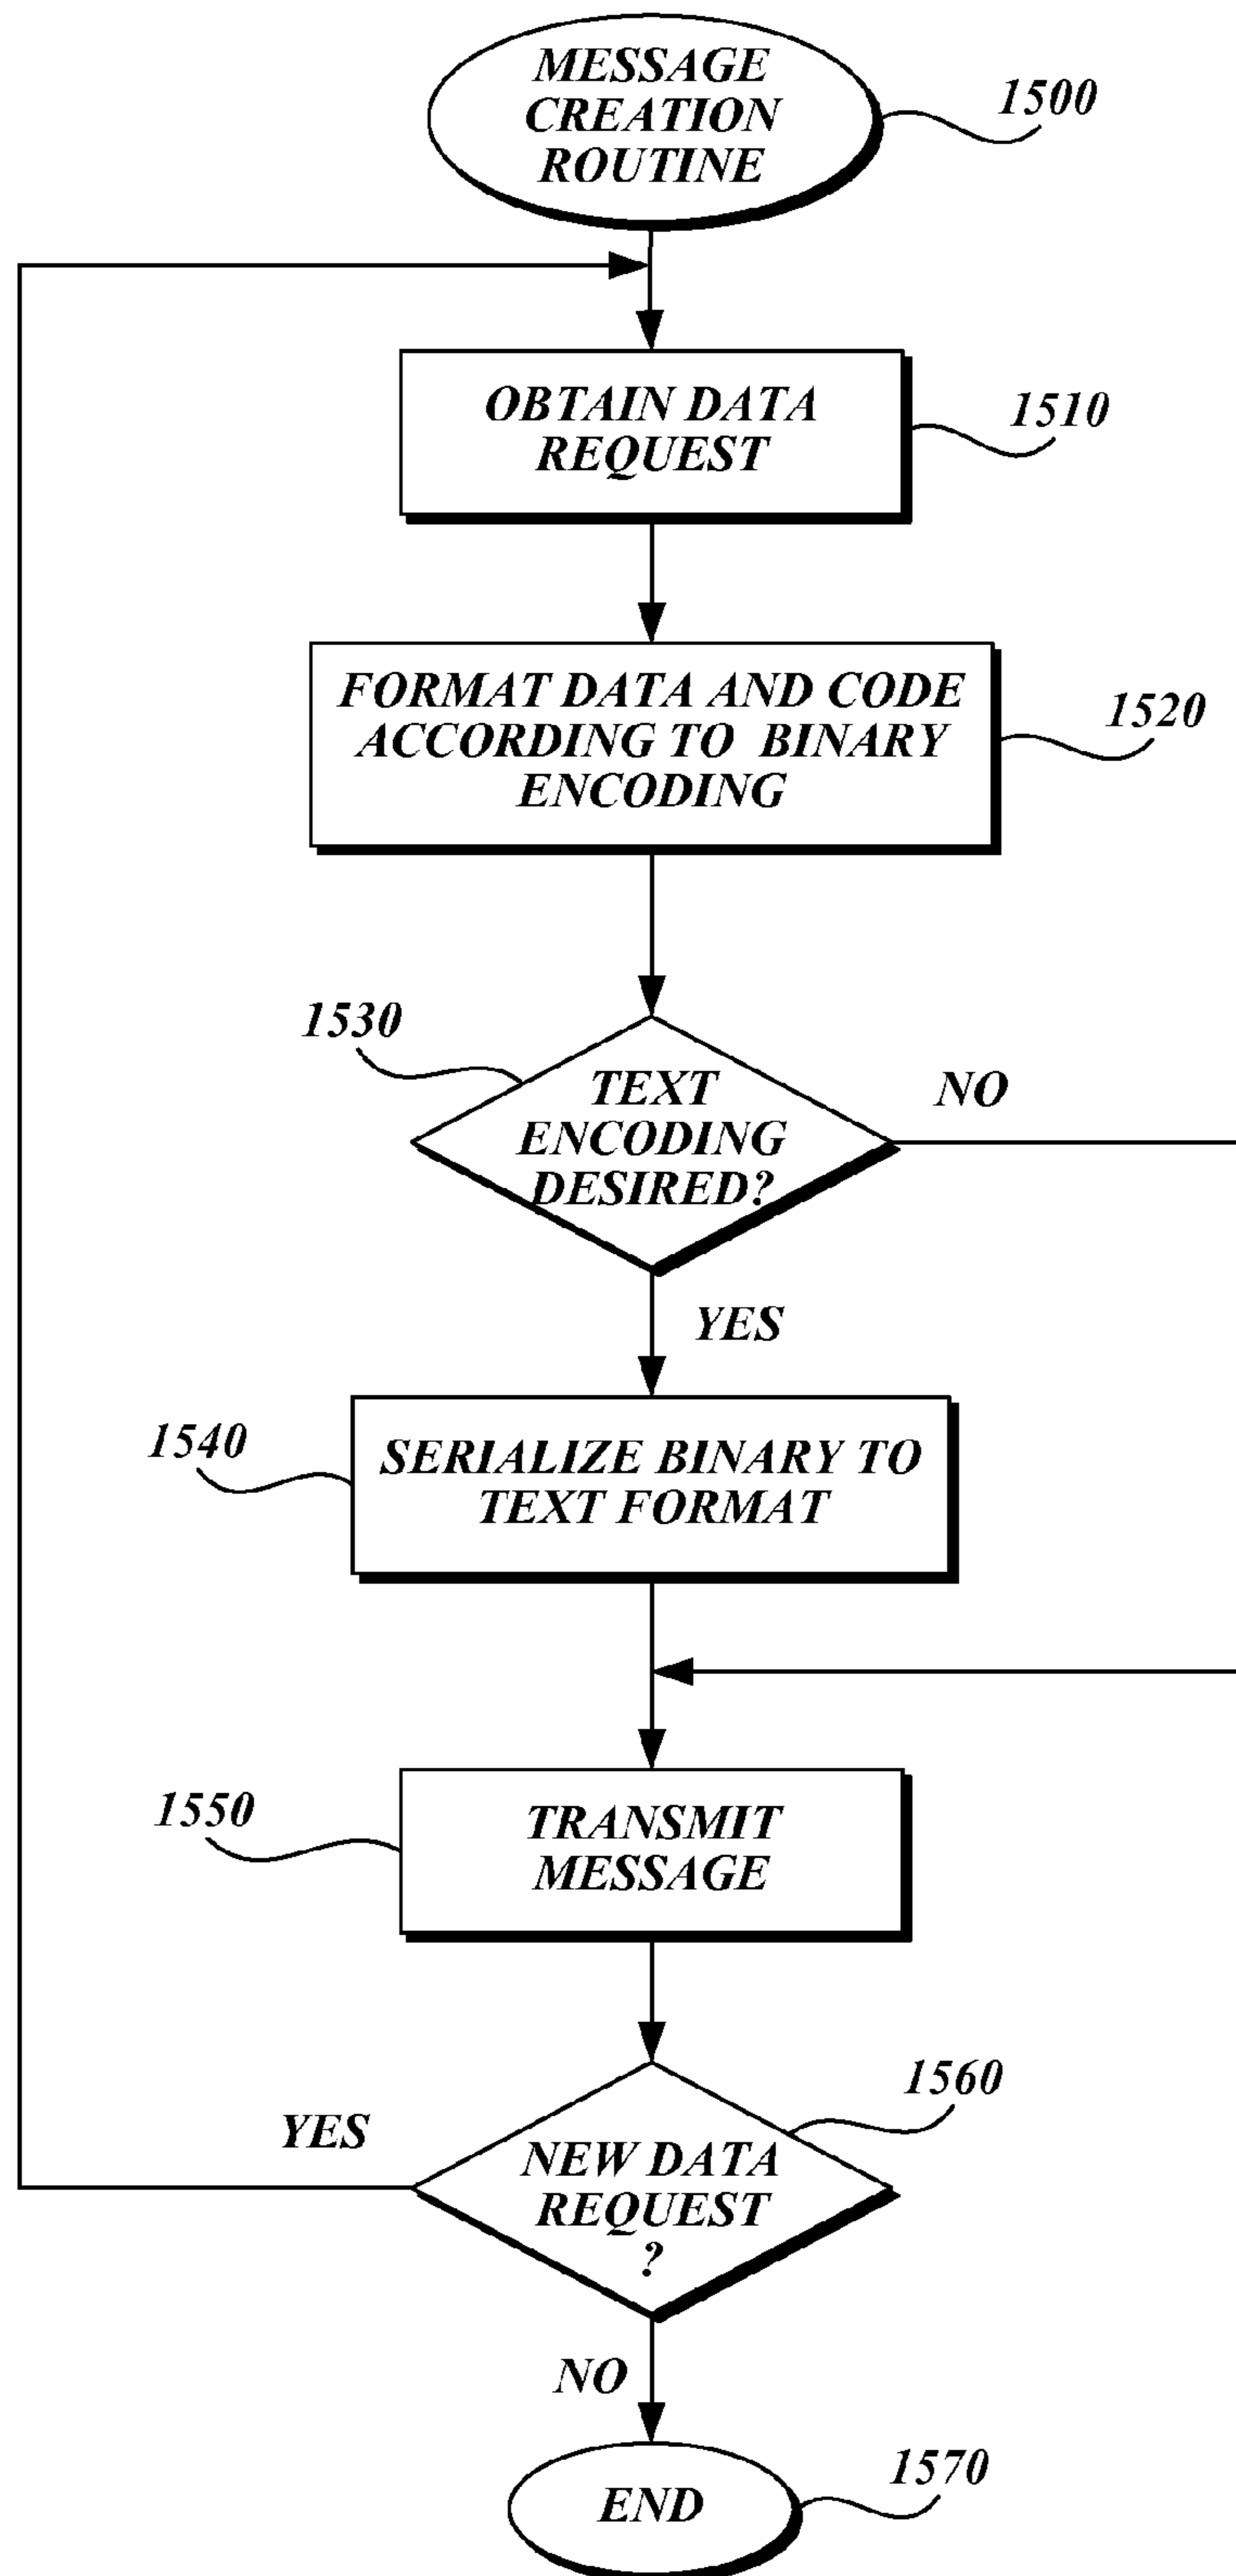 MESSAGE
CREATION
ROUTINE
1500
OBTAIN DATA
REQUEST
1510
FORMAT DATA AND CODE
ACCORDING TO BINARY
ENCODING
1520
1530
TEXT
ENCODING
DESIRED?
NO
YES
1540
SERIALIZE BINARY TO
TEXT FORMAT
1550
TRANSMIT
MESSAGE
1560
YES
NEW DATA
REQUEST
?
NO
END
1570